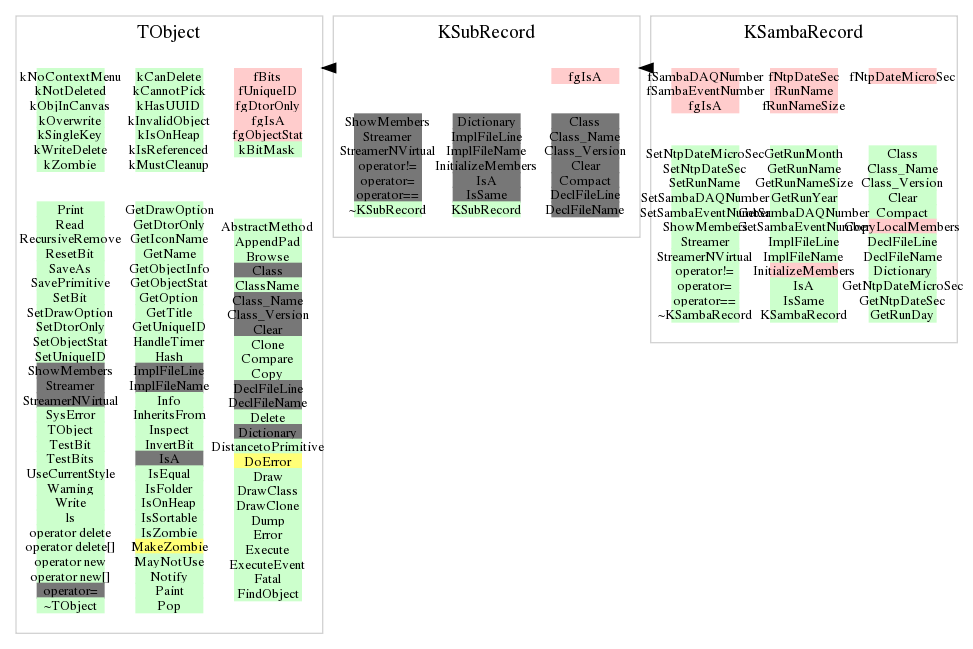 TObject
kNoContextMenu
kNotDeleted
kObjInCanvas
kOverwrite
kSingleKey
kWriteDelete
kZombie
kCanDelete
kCannotPick
kHasUUID
kInvalidObject
kIsOnHeap
kIsReferenced
kMustCleanup
fBits
fUniqueID
fgDtorOnly
fgIsA
fgObjectStat
kBitMask
Print
Read
RecursiveRemove
ResetBit
SaveAs
SavePrimitive
SetBit
SetDrawOption
SetDtorOnly
SetObjectStat
SetUniqueID
ShowMembers
Streamer
StreamerNVirtual
SysError
TObject
TestBit
TestBits
UseCurrentStyle
Warning
Write
ls
operator delete
operator delete[]
operator new
operator new[]
operator=
~TObject
GetDrawOption
GetDtorOnly
GetIconName
GetName
GetObjectInfo
GetObjectStat
GetOption
GetTitle
GetUniqueID
HandleTimer
Hash
ImplFileLine
ImplFileName
Info
InheritsFrom
Inspect
InvertBit
IsA
IsEqual
IsFolder
IsOnHeap
IsSortable
IsZombie
MakeZombie
MayNotUse
Notify
Paint
Pop
AbstractMethod
AppendPad
Browse
Class
ClassName
Class_Name
Class_Version
Clear
Clone
Compare
Copy
DeclFileLine
DeclFileName
Delete
Dictionary
DistancetoPrimitive
DoError
Draw
DrawClass
DrawClone
Dump
Error
Execute
ExecuteEvent
Fatal
FindObject
KSubRecord
fgIsA
ShowMembers
Streamer
StreamerNVirtual
operator!=
operator=
operator==
~KSubRecord
Dictionary
ImplFileLine
ImplFileName
InitializeMembers
IsA
IsSame
KSubRecord
Class
Class_Name
Class_Version
Clear
Compact
DeclFileLine
DeclFileName
KSambaRecord
fSambaDAQNumber
fSambaEventNumber
fgIsA
fNtpDateSec
fRunName
fRunNameSize
fNtpDateMicroSec
SetNtpDateMicroSec
SetNtpDateSec
SetRunName
SetSambaDAQNumber
SetSambaEventNumber
ShowMembers
Streamer
StreamerNVirtual
operator!=
operator=
operator==
~KSambaRecord
GetRunMonth
GetRunName
GetRunNameSize
GetRunYear
GetSambaDAQNumber
GetSambaEventNumber
ImplFileLine
ImplFileName
InitializeMembers
IsA
IsSame
KSambaRecord
Class
Class_Name
Class_Version
Clear
Compact
CopyLocalMembers
DeclFileLine
DeclFileName
Dictionary
GetNtpDateMicroSec
GetNtpDateSec
GetRunDay